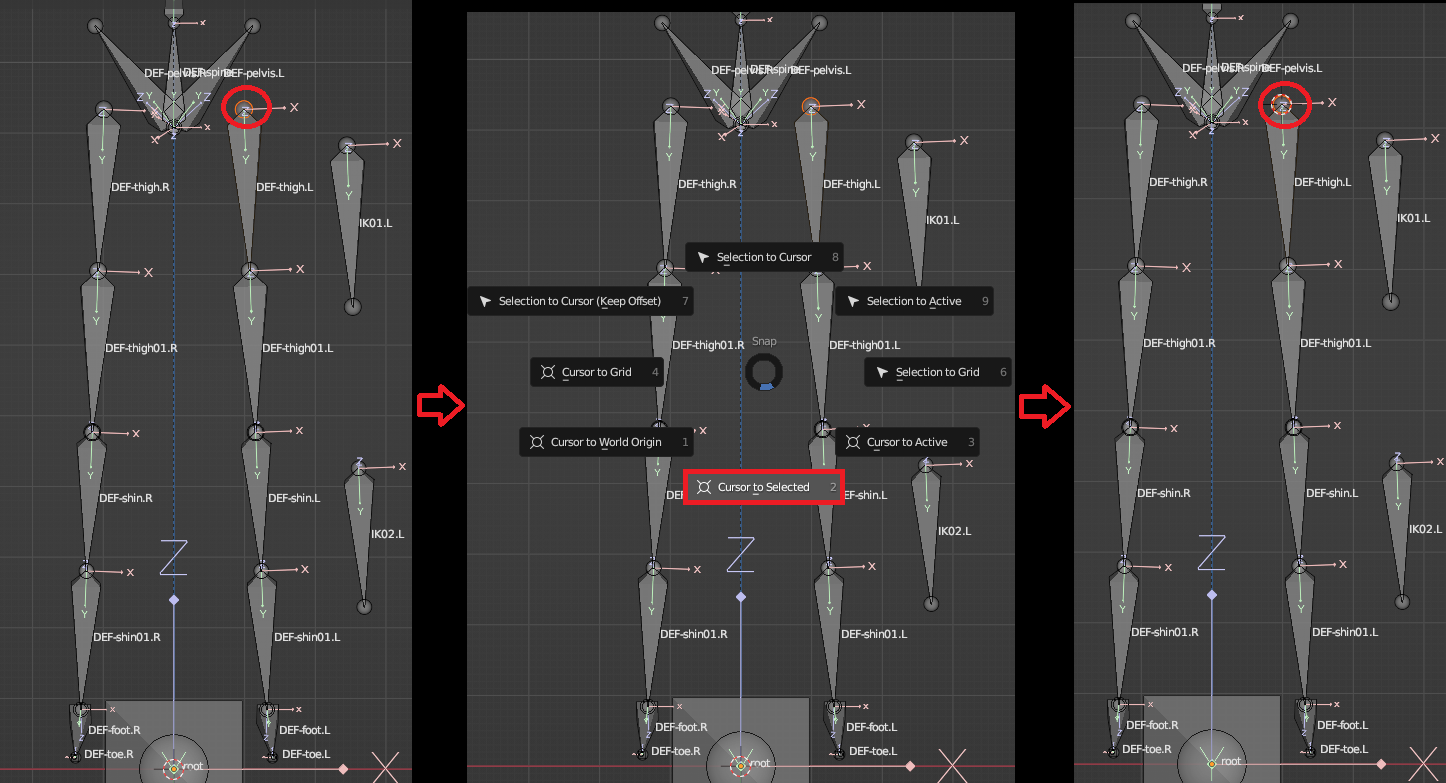 DEF-pelvis.R DEF-spine DEF-pelvis.L
Z Y Y Z
X
X
X
Z
Y
Y
X
Y
DEF-thigh.R
DEF-thigh.L
IK01.L
X
X
Y
Y
DEF-thigh01.R
DEF-thigh01.L
X
X
Z
X
Y
Y
Y
DEF-shin.R
DEF-shin.L
IK02.L
Z
X
X
Y
Y
DEF-shin01.R
DEF-shin01.L
X
X
DEF-foot.R
DEF-foot.L
DEF-toe.R
DEF-toe.L
root
X
DEF-pelvis.R DEF-spine DEF-pelvis.L
Z Y Y Z
X
X
X
Y
Y
X
DEF-thigh.R
DEF-thigh.L
IK01.L
Selection to Cursor 8
Selection to Cursor (Keep Offset) 7
Selection to Active 9
DEF-thigh01.R
Snap
DEF-thigh01.L
Cursor to Grid 4
Selection to Grid 6
Cursor to World Origin 1
Cursor to Active 3
Cursor to Selected 2
DEF-shin.L
IK02.L
Z
X
X
Y
Y
DEF-shin01.R
DEF-shin01.L
DEF-foot.R
DEF-foot.L
DEF-toe.R
DEF-toe.L
root
X
DEF-pelvis.R DEF-spine DEF-pelvis.L
Z Y Y Z
X
X
X
Y
Y
X
Y
DEF-thigh.R
DEF-thigh.L
IK01.L
X
X
Y
Y
DEF-thigh01.R
DEF-thigh01.L
X
X
Z
X
Y
Y
Y
DEF-shin.R
DEF-shin.L
IK02.L
Z
X
X
Y
Y
DEF-shin01.R
DEF-shin01.L
DEF-foot.R
DEF-foot.L
DEF-toe.R
DEF-toe.L
root
X